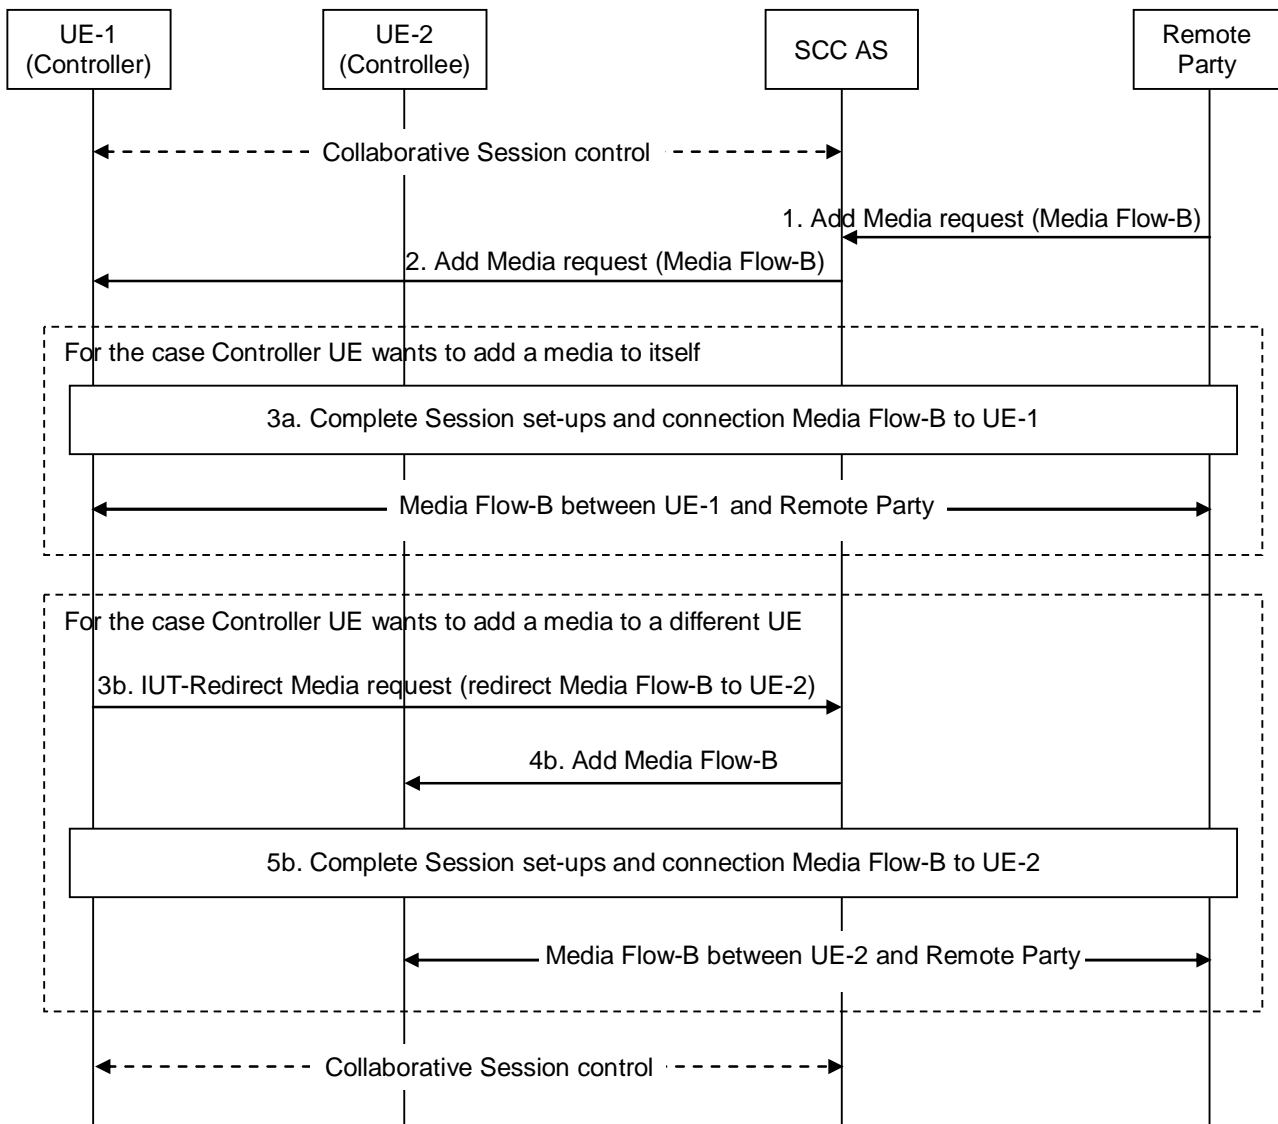 UE-1
(Controller)
UE-2
(Controllee)
SCC AS
Remote
Party
Collaborative Session control
1. Add Media request (Media Flow-B)
2. Add Media request (Media Flow-B)
For the case Controller UE wants to add a media to itself
3a. Complete Session set-ups and connection Media Flow-B to UE-1
Media Flow-B between UE-1 and Remote Party
For the case Controller UE wants to add a media to a different UE
3b. IUT-Redirect Media request (redirect Media Flow-B to UE-2)
4b. Add Media Flow-B
5b. Complete Session set-ups and connection Media Flow-B to UE-2
Media Flow-B between UE-2 and Remote Party
Collaborative Session control